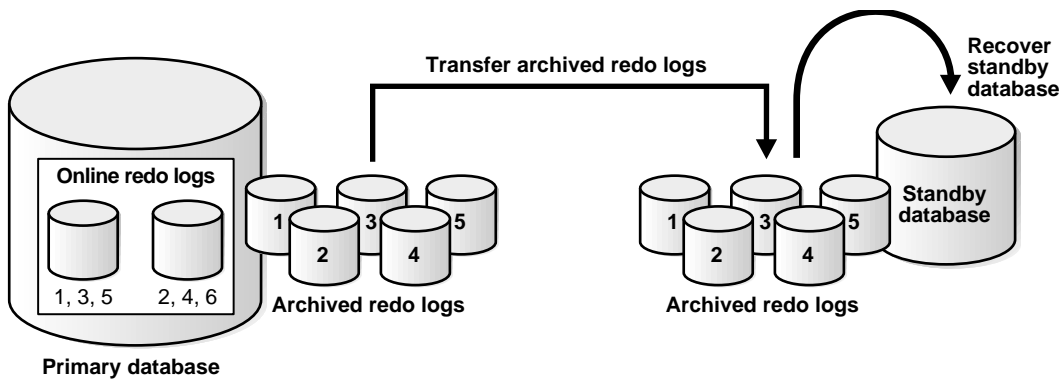 Transfer archived redo logs
Recover
standby
database
Online redo logs
1, 3, 5
2, 4, 6
1
3
5
2
4
Archived redo logs
Primary database
1
3
5
2
4
Archived redo logs
Standby
database